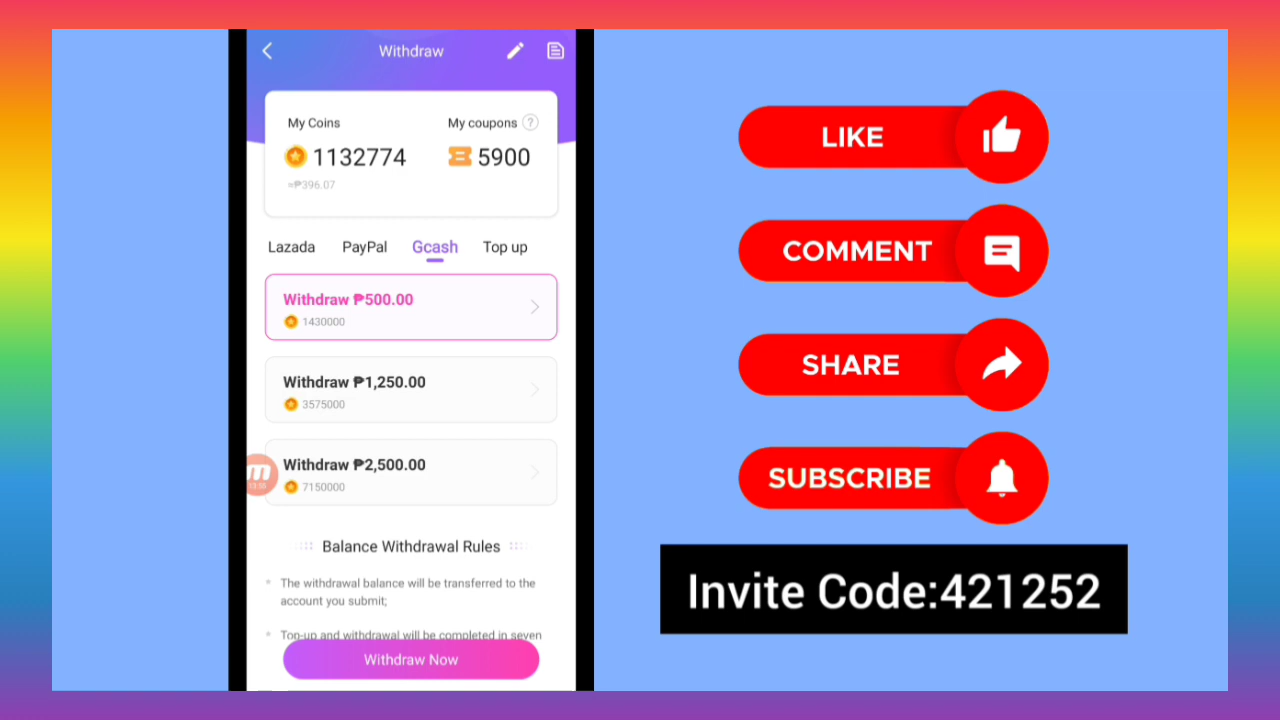 Withdraw
My Coins
My coupons ?
1132774
5900
≈₱396.07
Lazada
PayPal
Gcash
Top up
Withdraw ₱500.00
1430000
Withdraw ₱1,250.00
3575000
Withdraw ₱2,500.00
7150000
Balance Withdrawal Rules
The withdrawal balance will be transferred to the
account you submit;
Top-up and withdrawal will be completed in seven
Withdraw Now
LIKE
COMMENT
SHARE
SUBSCRIBE
Invite Code:421252